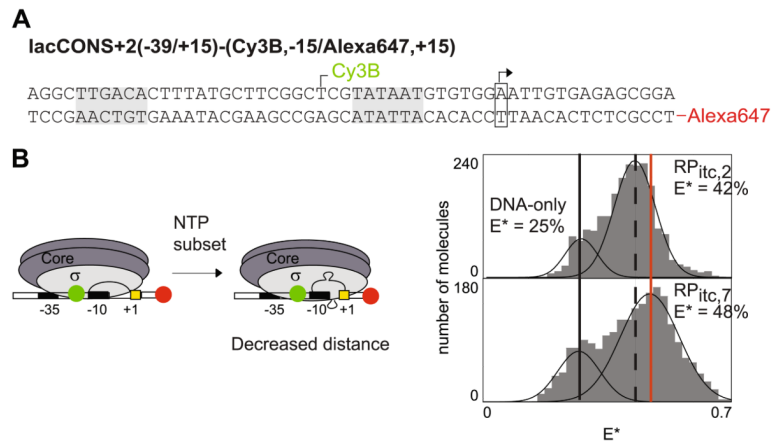 A
lacCONS+2(-39/+15)-(Cy3B,-15/Alexa647,+15)
Cy3B
AGGCTTGACACTTTATGCTTCGGCTCGTATAATGTGTGGAATTGTGAGAGCGGA
TCCGAACTGTGAAATACGAAGCCGAGCATATTACACACCTTAACACTCTCGCCT
Alexa647
B
Core
σ
-35
-10
+1
NTP
subset
Core
σ
-35
-10
+1
Decreased distance
number of molecules
240
0
180
0
DNA-only
E* = 25%
RPitc,2
E* = 42%
RPitc,7
E* = 48%
0
0.7
E*